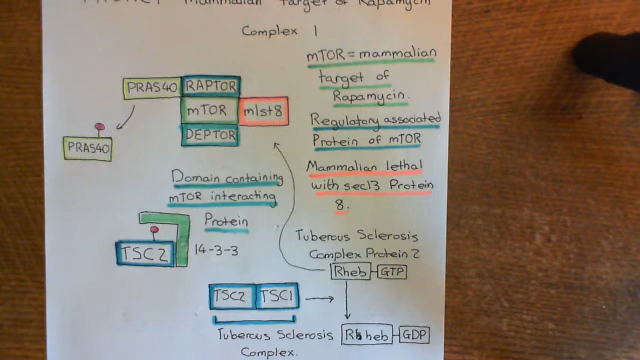 Mammalian Target of Rapamycin
Complex 1
mTOR = mammalian
target of
Rapamycin.
Regulatory associated
Protein of mTOR
Mammalian lethal
with sec13 Protein
8.
PRAS40 RAPTOR
mTOR mlst8
DEPTOR
PRAS40
Domain containing
mTOR interacting
Protein
TSC2
14-3-3
Tuberous Sclerosis
Complex Protein 2
Rheb GTP
TSC2 TSC1
Tuberous Sclerosis
Complex.
Rheb GDP